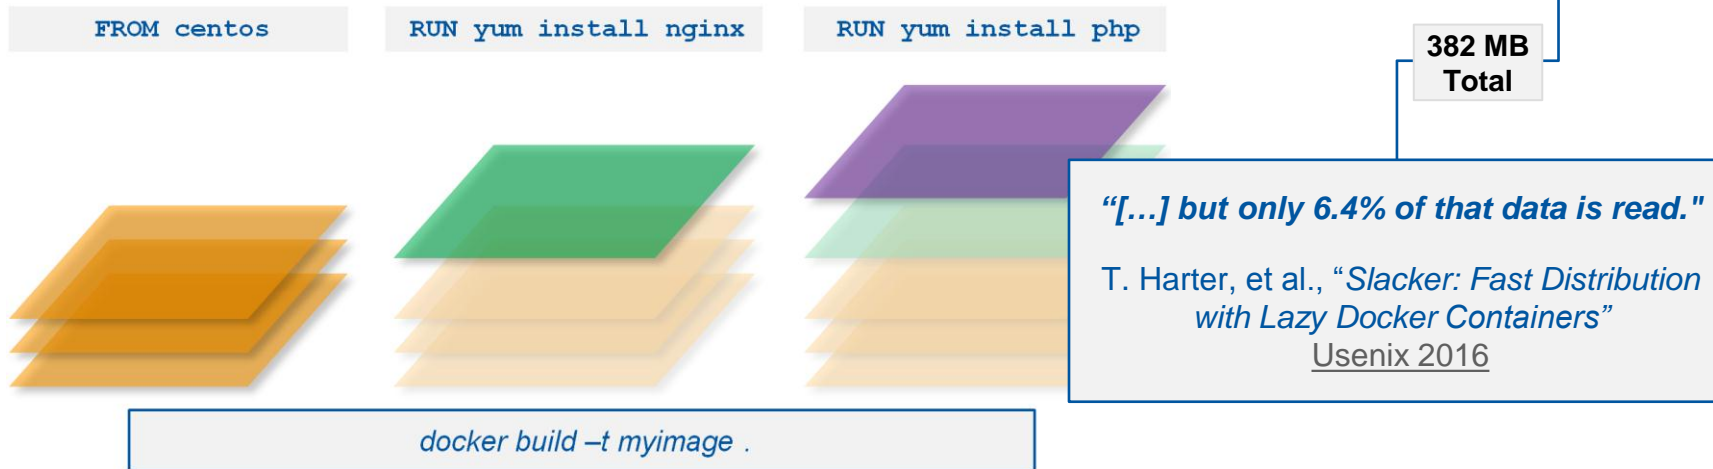 FROM centos
RUN yum install nginx
RUN yum install php
382 MB
Total
“[…] but only 6.4% of that data is read."
T. Harter, et al., “Slacker: Fast Distribution
with Lazy Docker Containers”
Usenix 2016
docker build –t myimage .